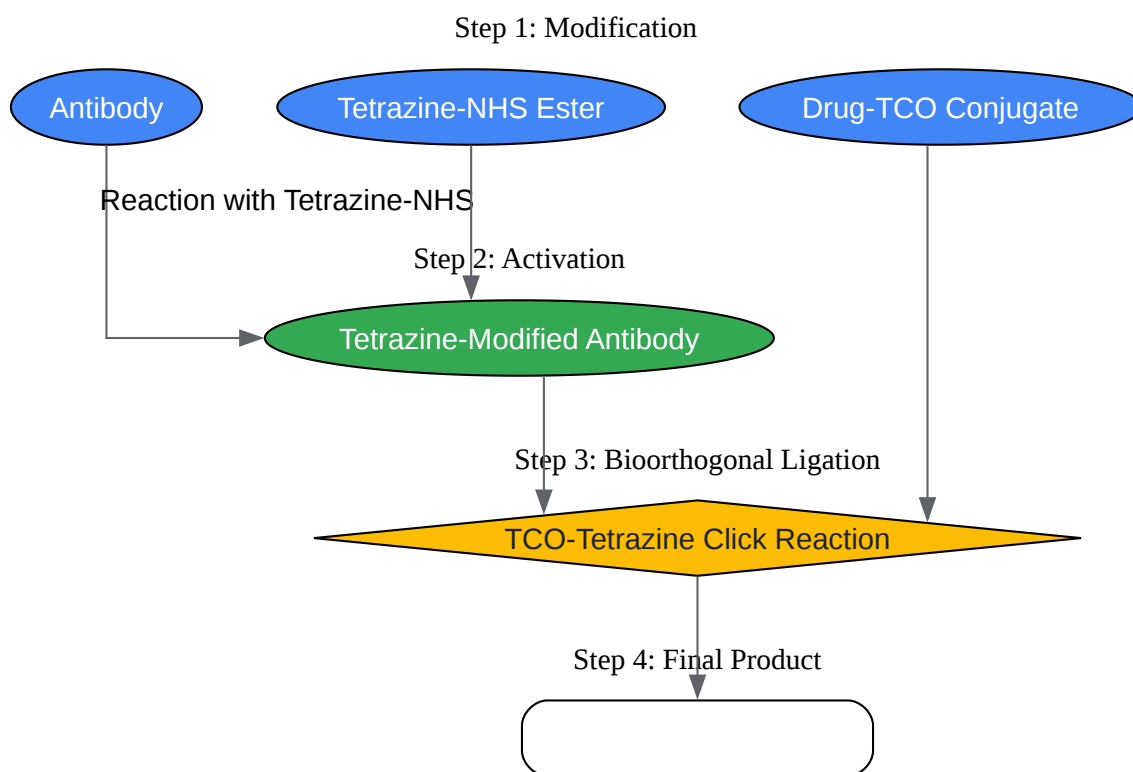 Step 1: Modification
Antibody
Tetrazine-NHS Ester
Drug-TCO Conjugate
Reaction with Tetrazine-NHS
Step 2: Activation
Tetrazine-Modified Antibody
Step 3: Bioorthogonal Ligation
TCO-Tetrazine Click Reaction
Step 4: Final Product